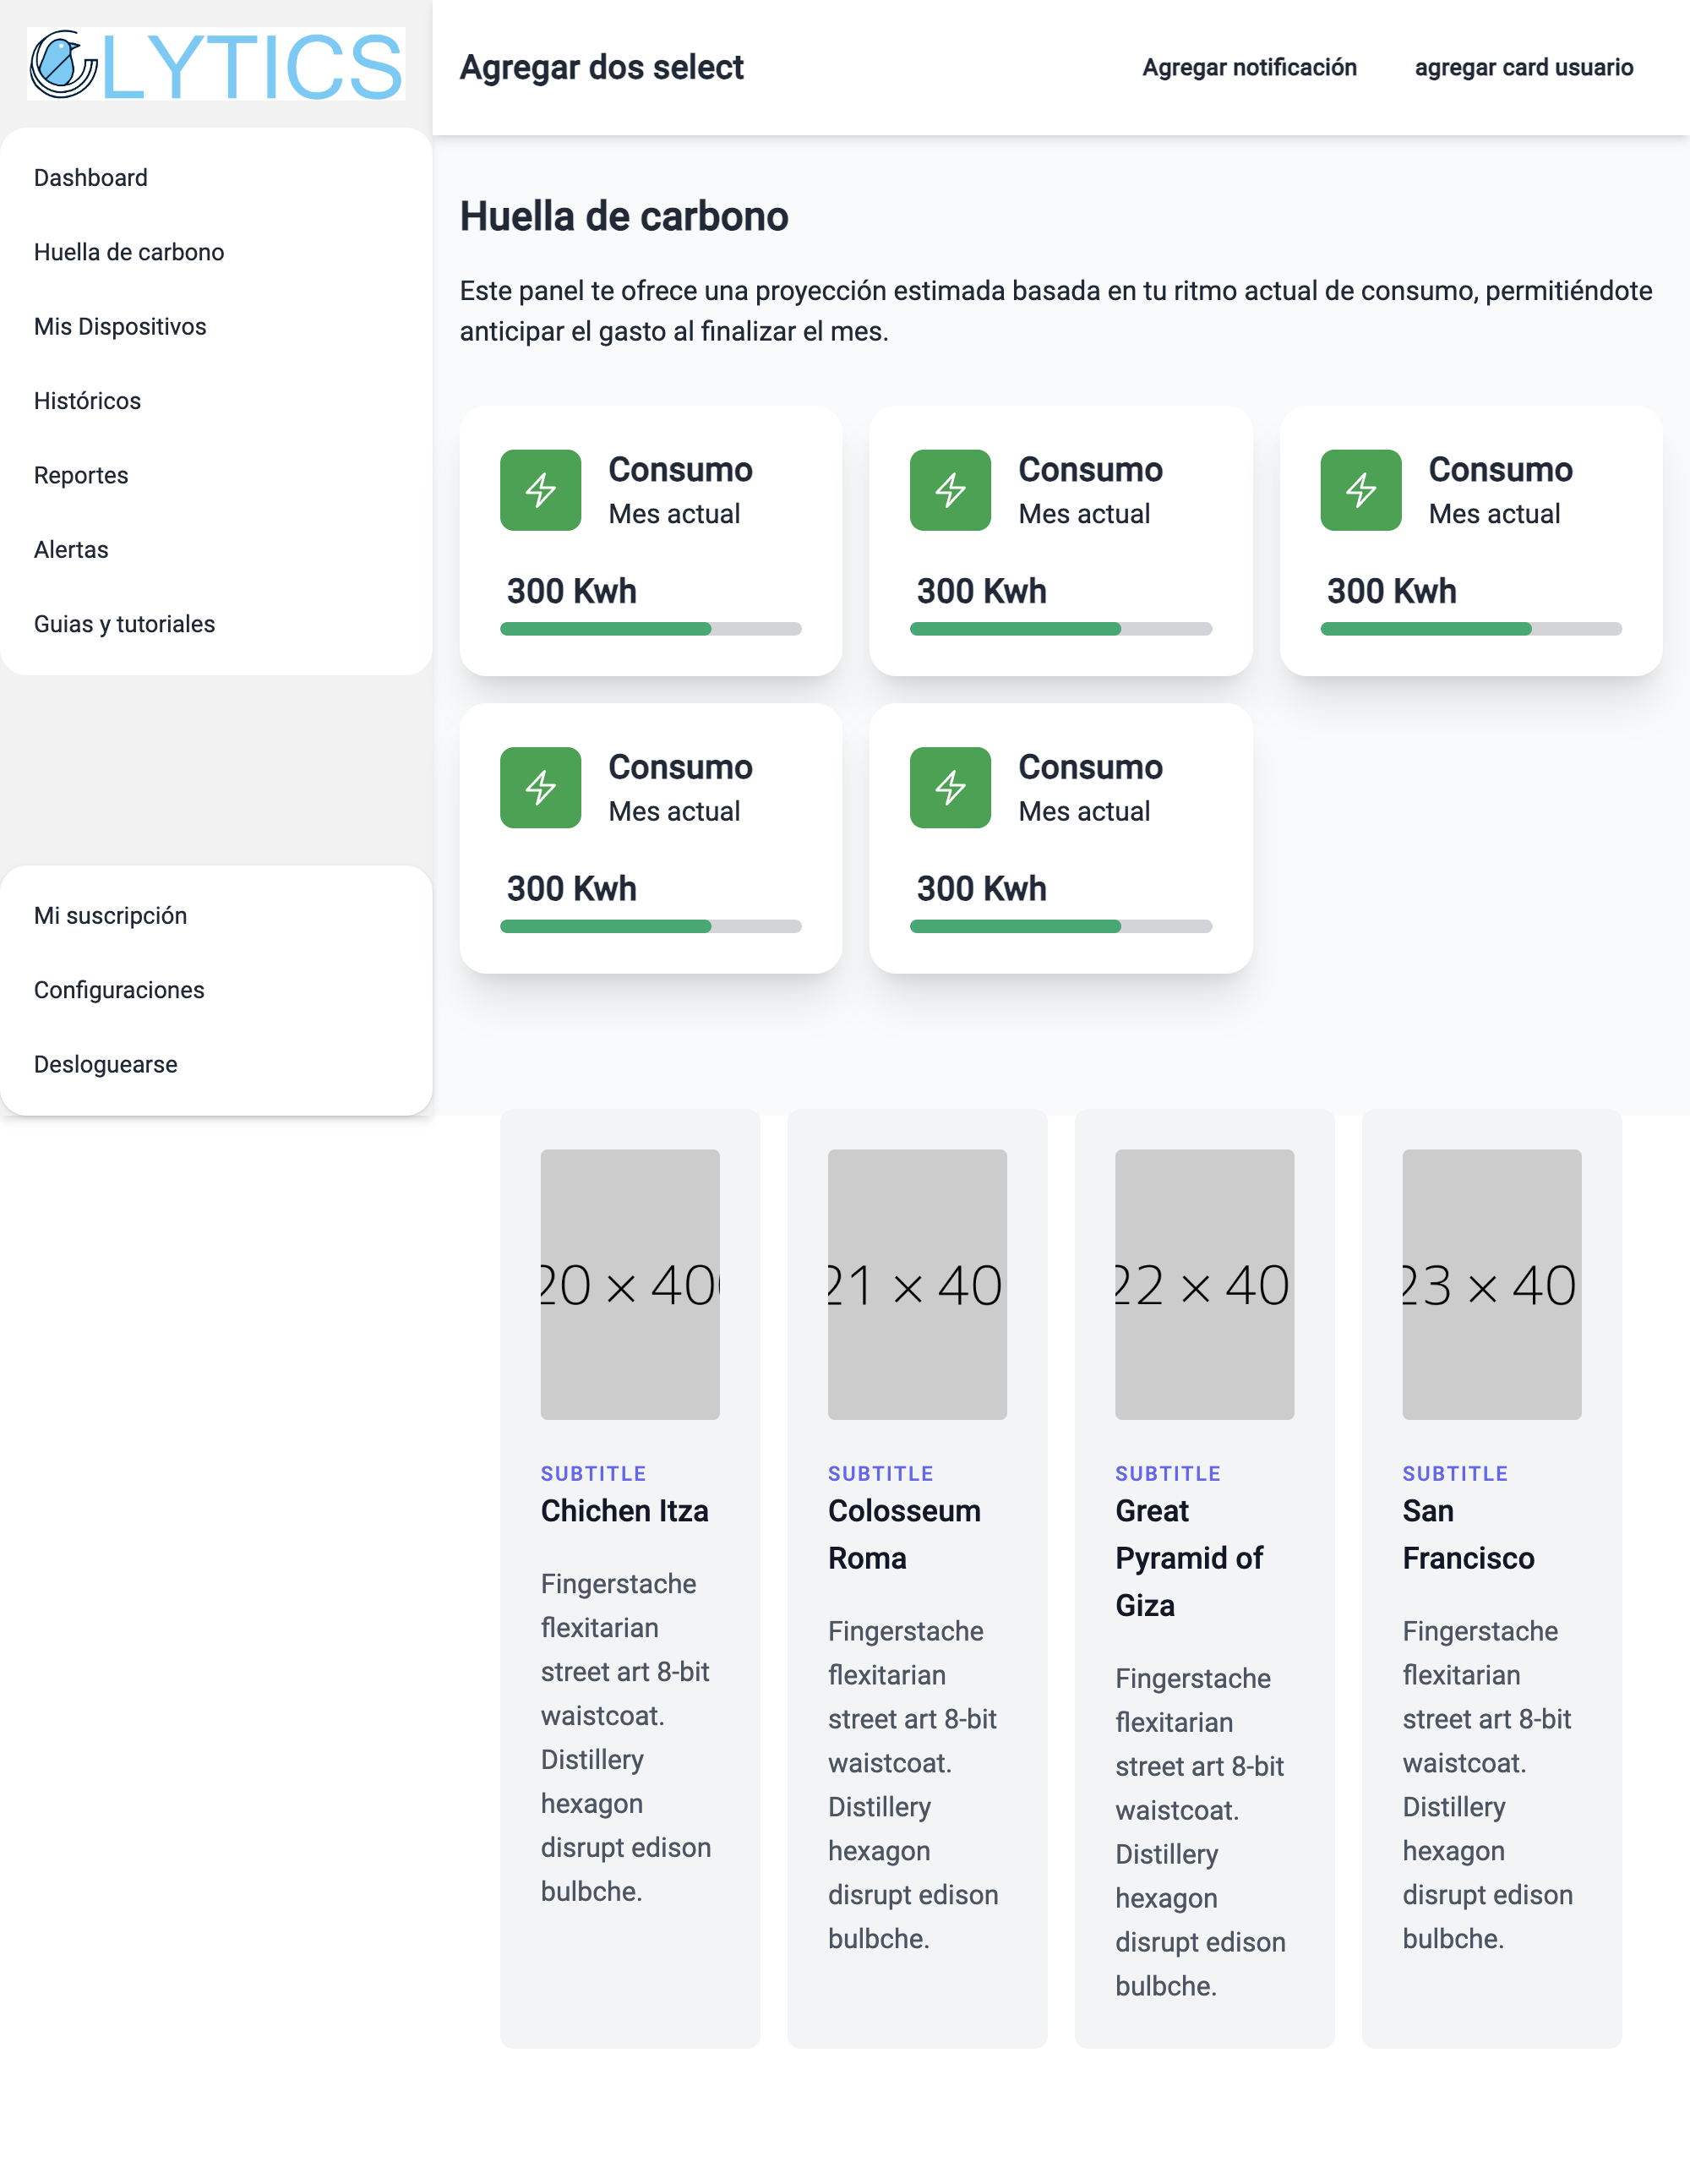 LYTICS
Dashboard
Huella de carbono
Mis Dispositivos
Históricos
Reportes
Alertas
Guias y tutoriales
Mi suscripción
Configuraciones
Desloguearse
Agregar dos select
Agregar notificación
agregar card usuario
Huella de carbono
Este panel te ofrece una proyección estimada basada en tu ritmo actual de consumo, permitiéndote
anticipar el gasto al finalizar el mes.
Consumo
Mes actual
300 Kwh
Consumo
Mes actual
300 Kwh
Consumo
Mes actual
300 Kwh
Consumo
Mes actual
300 Kwh
Consumo
Mes actual
300 Kwh
20 × 40
SUBTITLE
Chichen Itza
Fingerstache
flexitarian
street art 8-bit
waistcoat.
Distillery
hexagon
disrupt edison
bulbche.
21 × 40
SUBTITLE
Colosseum
Roma
Fingerstache
flexitarian
street art 8-bit
waistcoat.
Distillery
hexagon
disrupt edison
bulbche.
22 × 40
SUBTITLE
Great
Pyramid of
Giza
Fingerstache
flexitarian
street art 8-bit
waistcoat.
Distillery
hexagon
disrupt edison
bulbche.
23 × 40
SUBTITLE
San
Francisco
Fingerstache
flexitarian
street art 8-bit
waistcoat.
Distillery
hexagon
disrupt edison
bulbche.